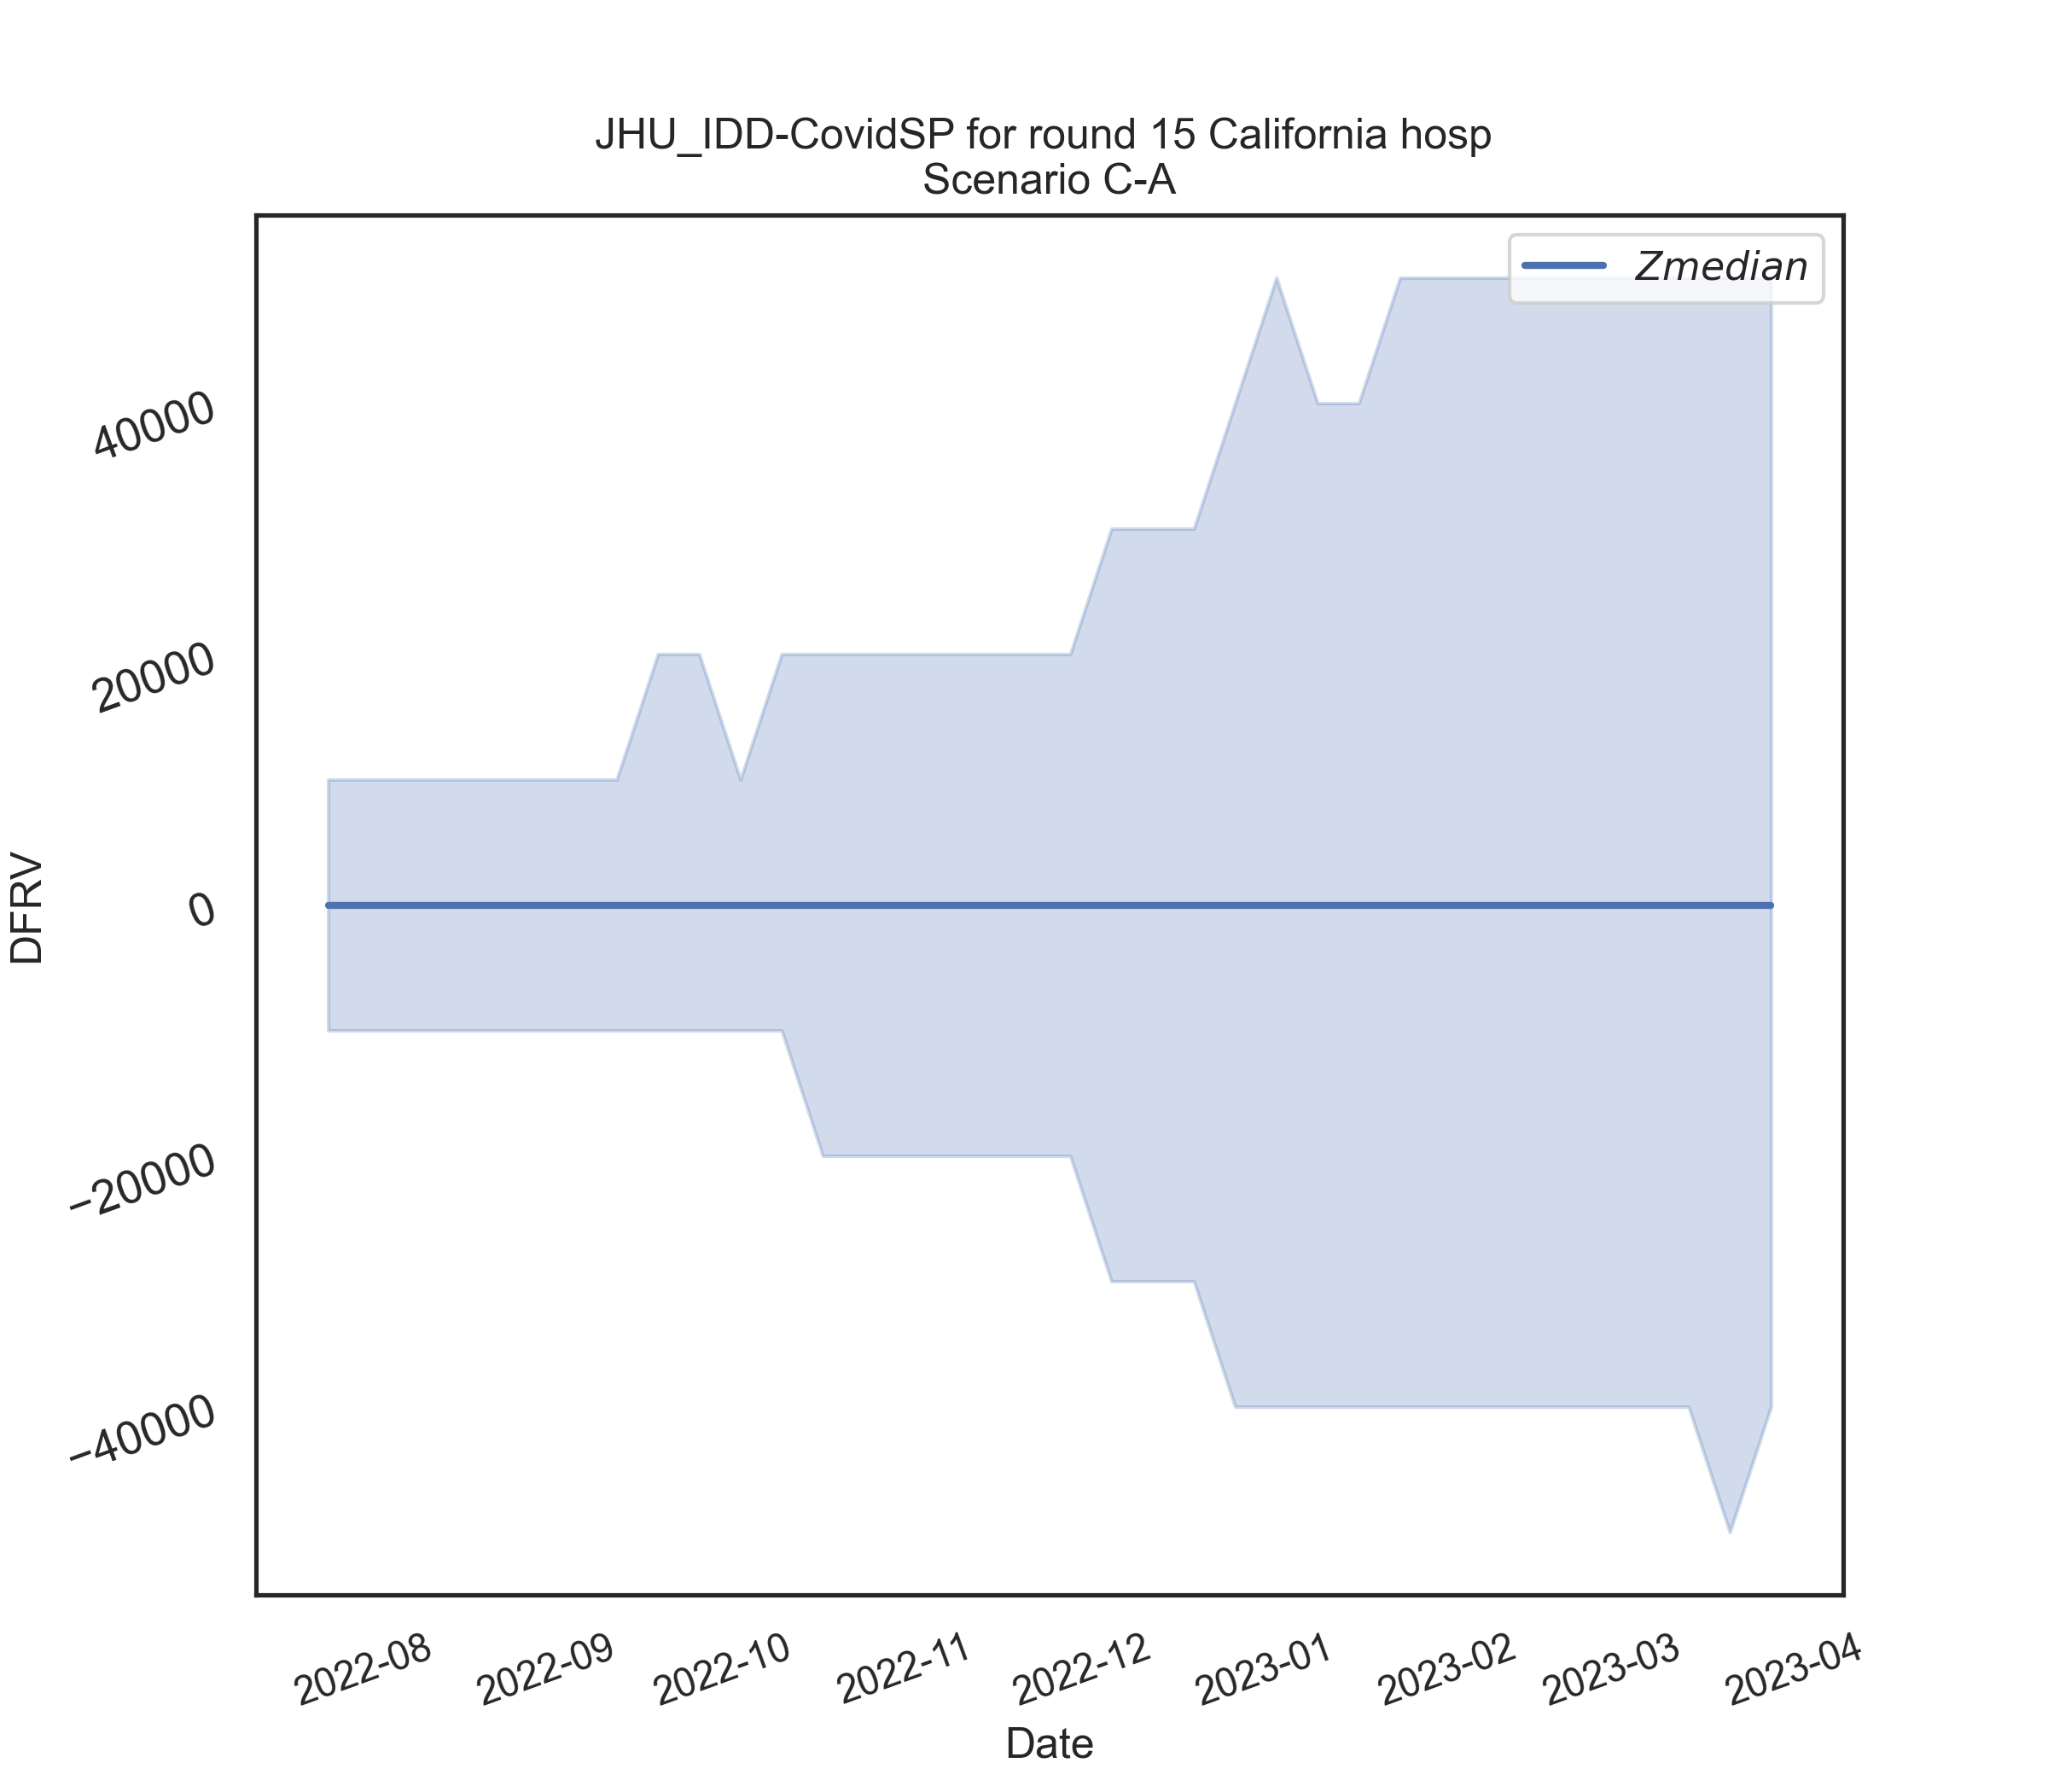 JHU_IDD-CovidSP for round 15 California hosp
Scenario C-A
Zmedian
40000
20000
0
−20000
−40000
DFRV
2022-08
2022-09
2022-10
2022-11
2022-12
2023-01
2023-02
2023-03
2023-04
Date